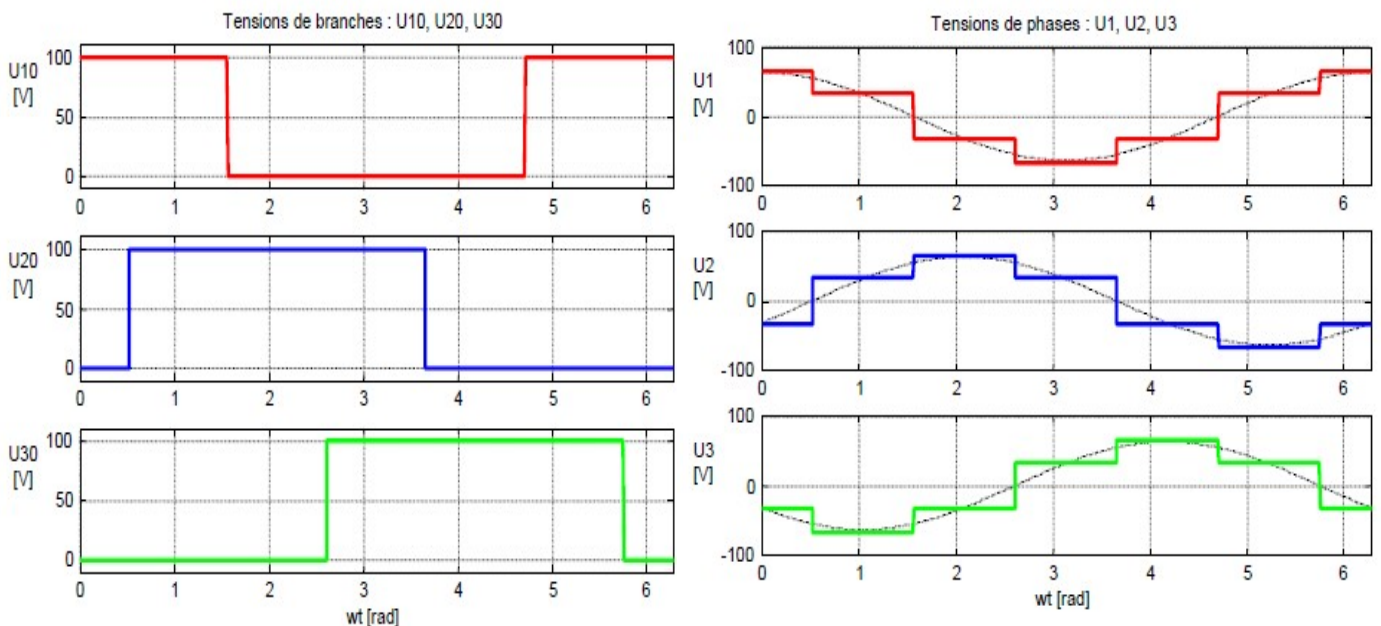 Tensions de branches : U10, U20, U30
100
U10
[V]
50
0
0 1 2 3 4 5 6
100
U20
[V]
50
0
0 1 2 3 4 5 6
100
U30
[V]
50
0
0 1 2 3 4 5 6
wt [rad]
Tensions de phases : U1, U2, U3
100
U1
[V]
0
-100
0 1 2 3 4 5 6
100
U2
[V]
0
-100
0 1 2 3 4 5 6
100
U3
[V]
0
-100
0 1 2 3 4 5 6
wt [rad]